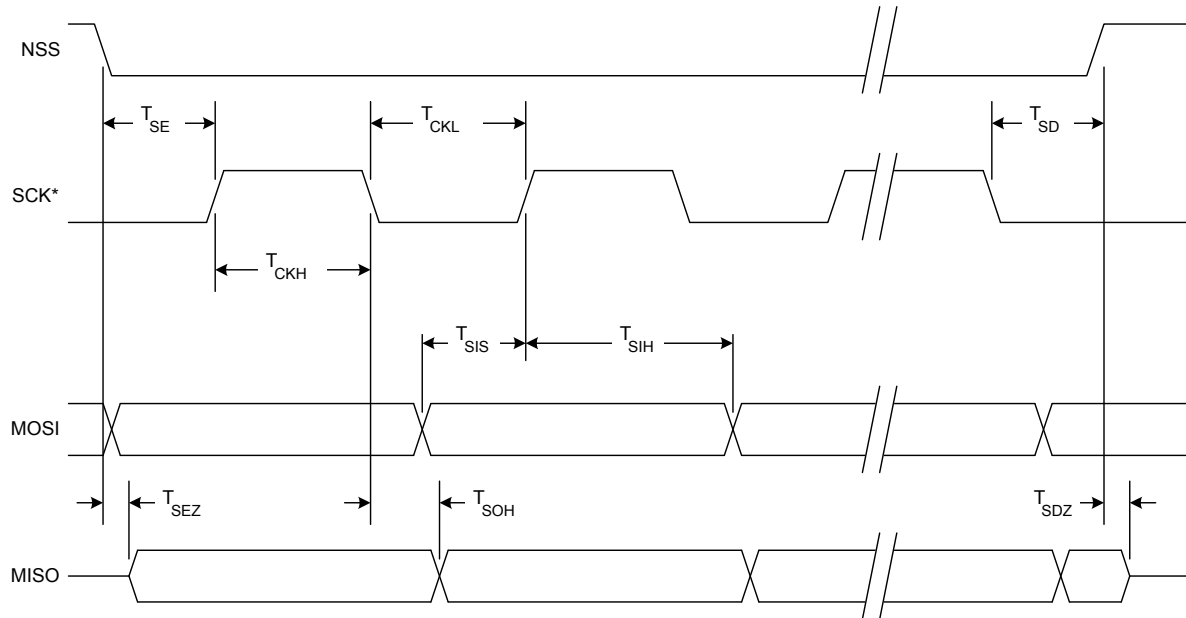 NSS
T_SE
T_CKL
T_SD
SCK*
T_CKH
T_SIS
T_SIH
MOSI
T_SEZ
T_SOH
T_SDZ
MISO